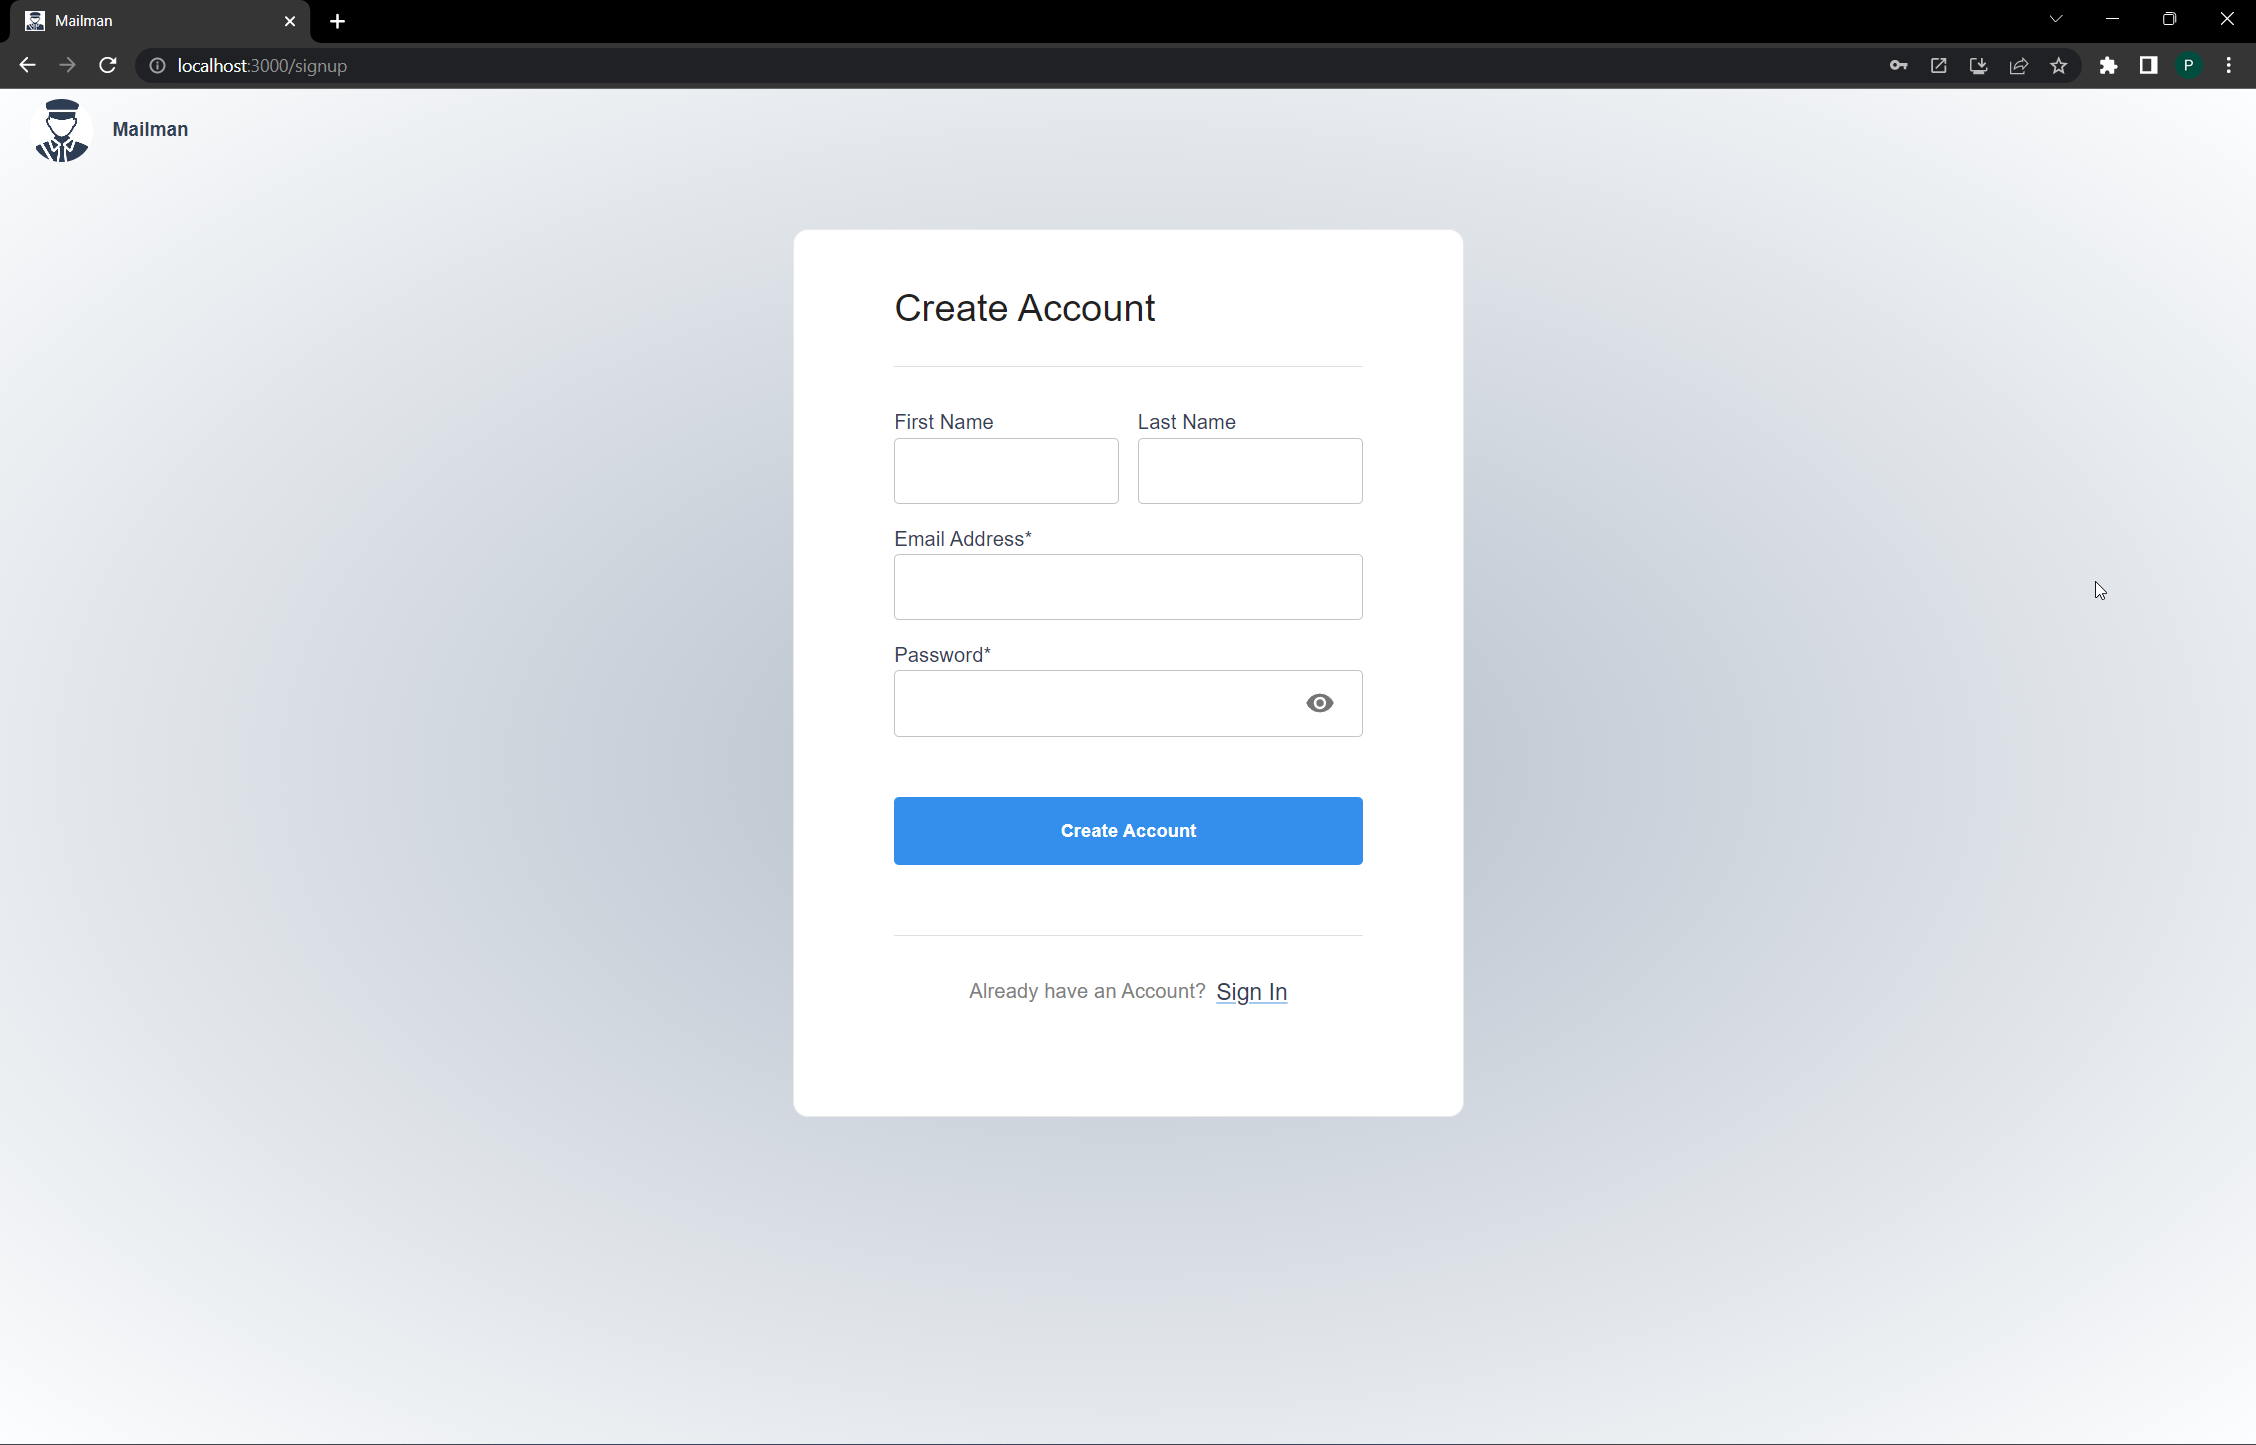 Mailman
localhost:3000/signup
P
Mailman
Create Account
First Name Last Name
Email Address*
Password*
Create Account
Already have an Account? Sign In